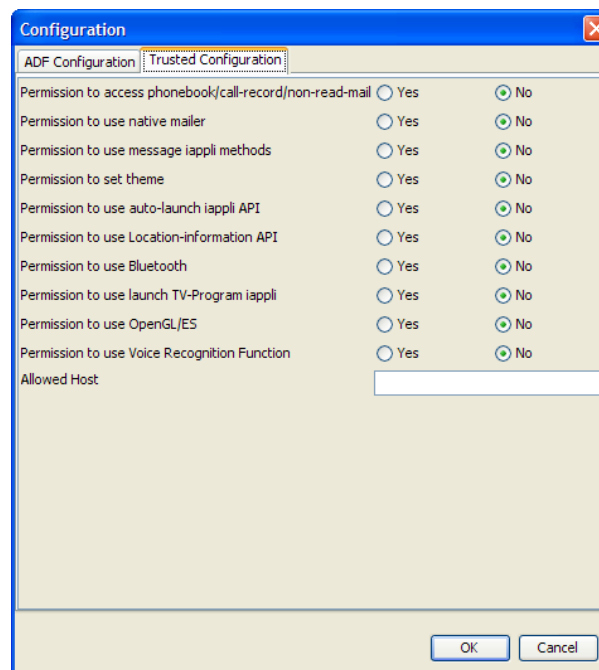 Configuration
ADF Configuration Trusted Configuration
Permission to access phonebook/call-record/non-read-mail Yes No
Permission to use native mailer Yes No
Permission to use message iappli methods Yes No
Permission to set theme Yes No
Permission to use auto-launch iappli API Yes No
Permission to use Location-information API Yes No
Permission to use Bluetooth Yes No
Permission to use launch TV-Program iappli Yes No
Permission to use OpenGL/ES Yes No
Permission to use Voice Recognition Function Yes No
Allowed Host
OK Cancel